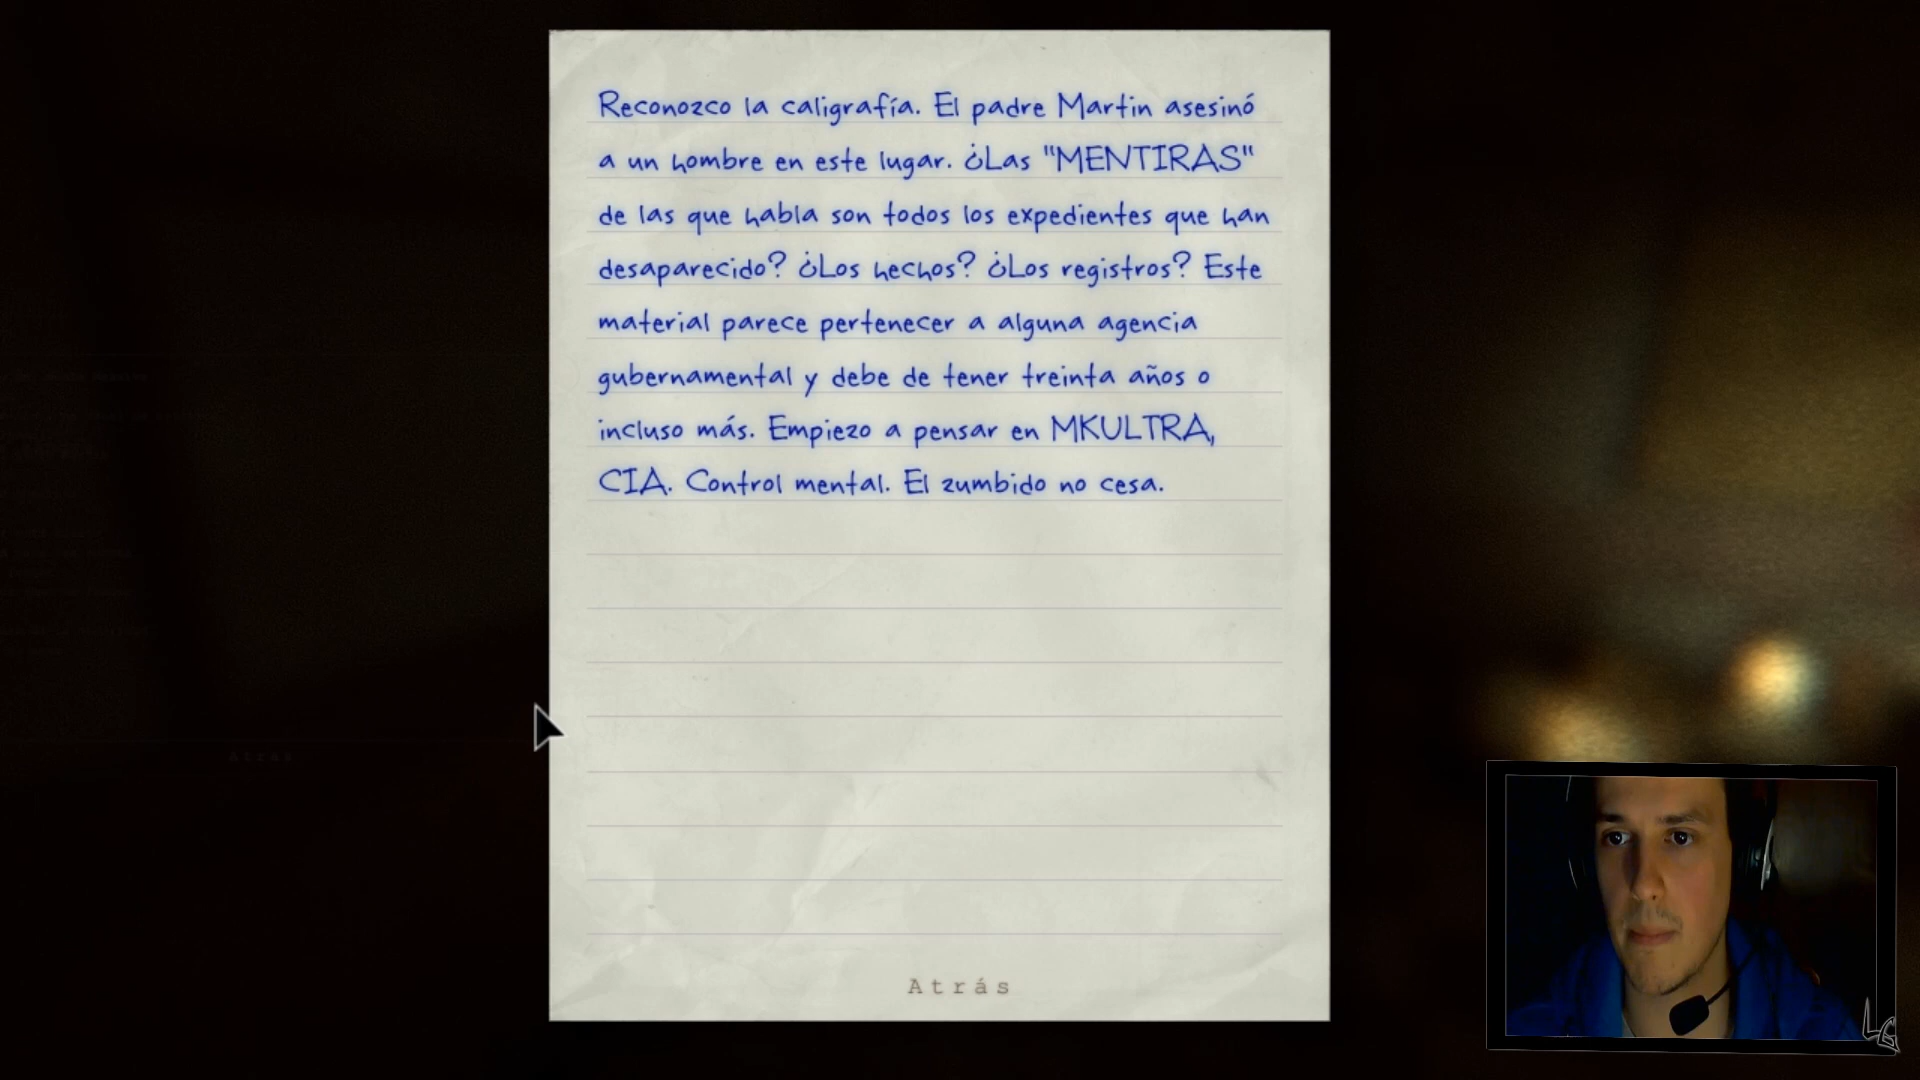 Reconozco la caligrafía. El padre Martin asesinó
a un hombre en este lugar. ¿Las "MENTIRAS"
de las que habla son todos los expedientes que han
desaparecido? ¿Los hechos? ¿Los registros? Este
material parece pertenecer a alguna agencia
gubernamental y debe de tener treinta años o
incluso más. Empiezo a pensar en MKULTRA,
CIA. Control mental. El zumbido no cesa.
Atrás
Atrás
LG